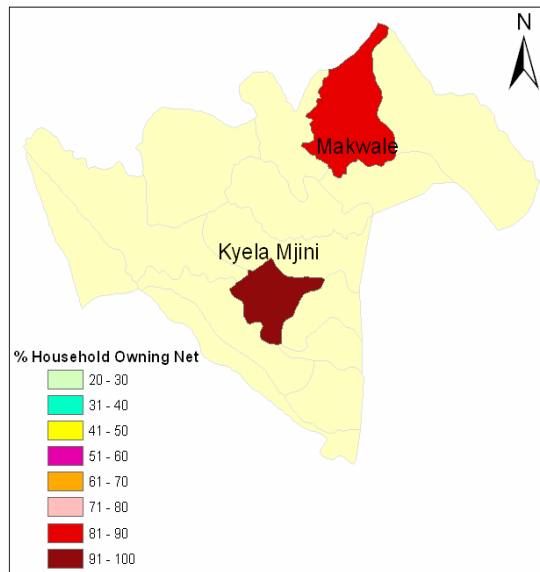 N
Makwale
Kyela Mjini
% Household Owning Net
20 - 30
31 - 40
41 - 50
51 - 60
61 - 70
71 - 80
81 - 90
91 - 100